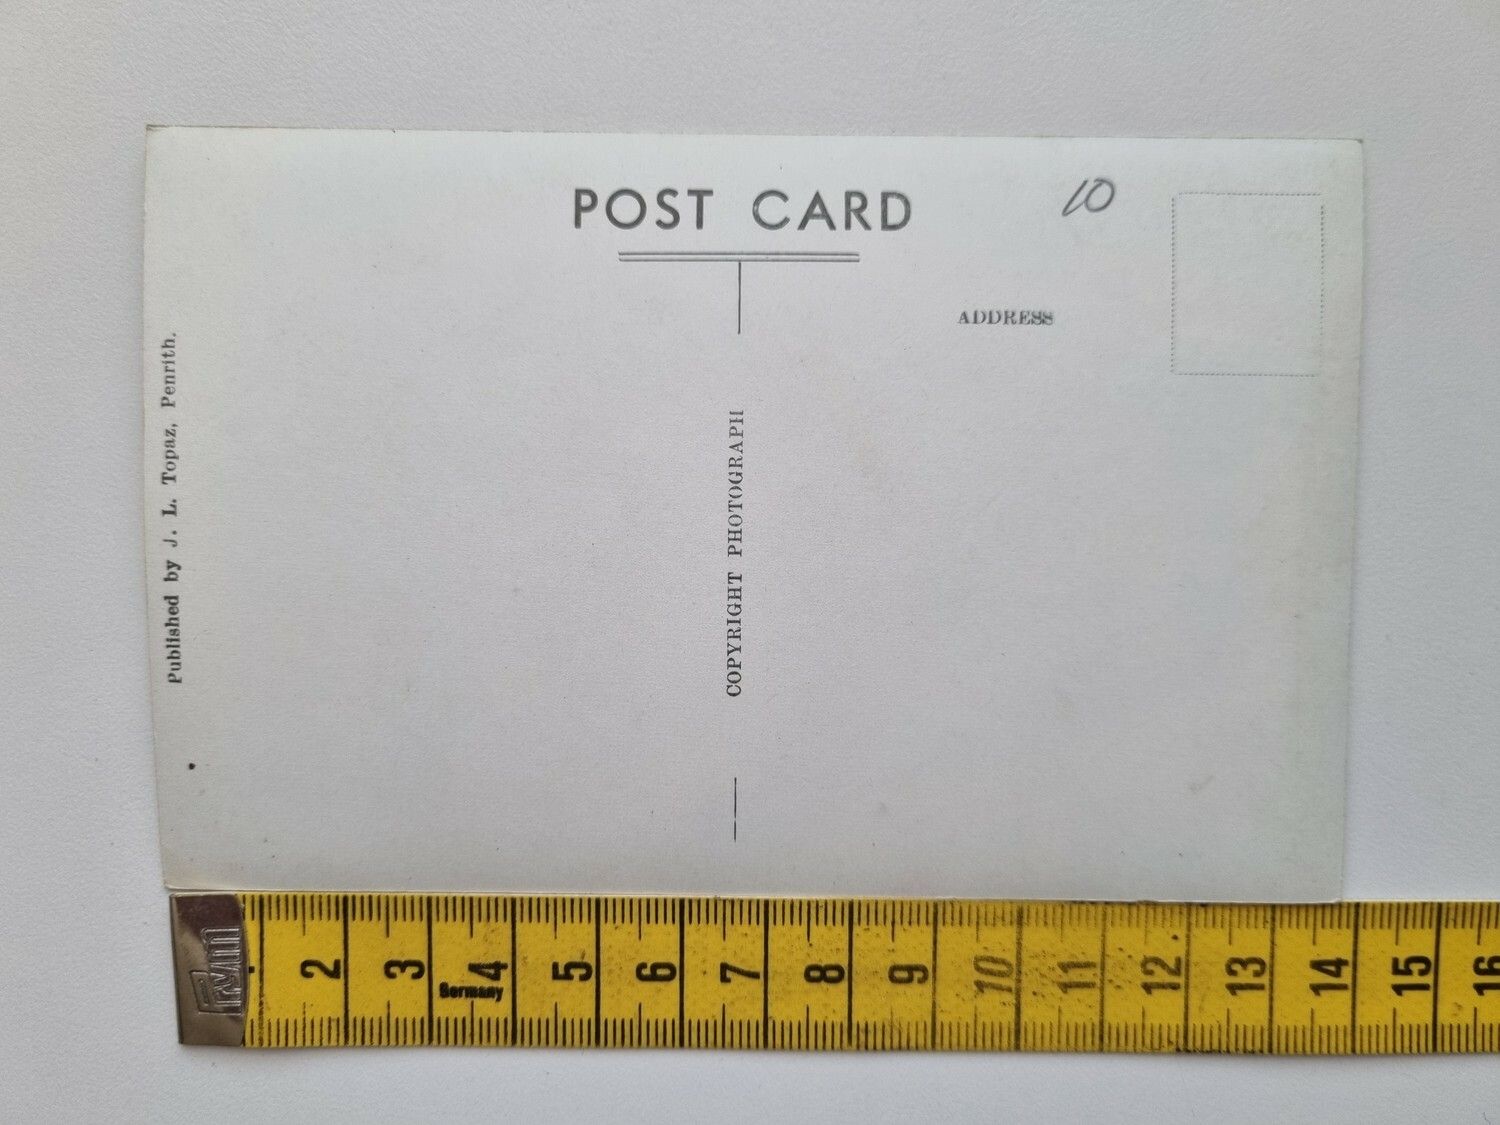 POST CARD
10
ADDRESS
Published by J. L. Topaz, Penrith.
COPYRIGHT PHOTOGRAPH
Prym
2 3 4 5 6 7 8 9 10 11 12 13 14 15 16
Germany